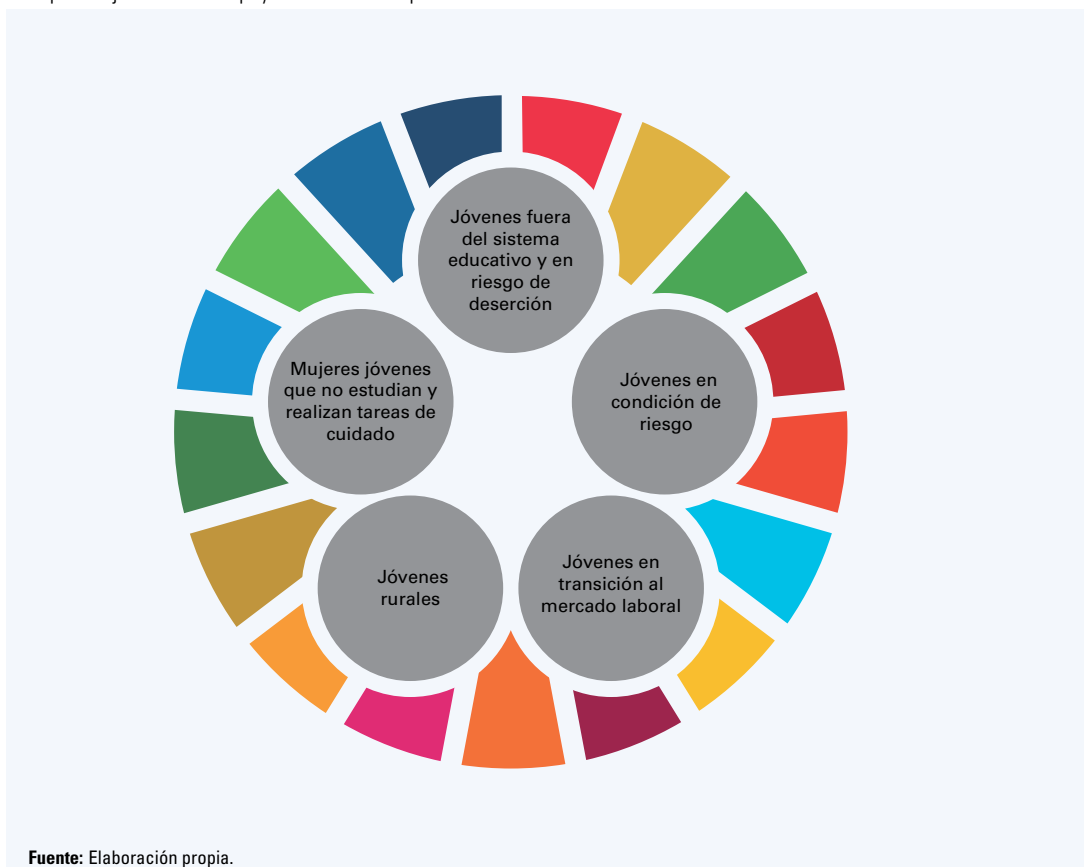 Jóvenes fuera
del sistema
educativo y en
riesgo de
deserción
Mujeres jóvenes
que no estudian y
realizan tareas de
cuidado
Jóvenes en
condición de
riesgo
Jóvenes
rurales
Jóvenes en
transición al
mercado laboral
Fuente: Elaboración propia.